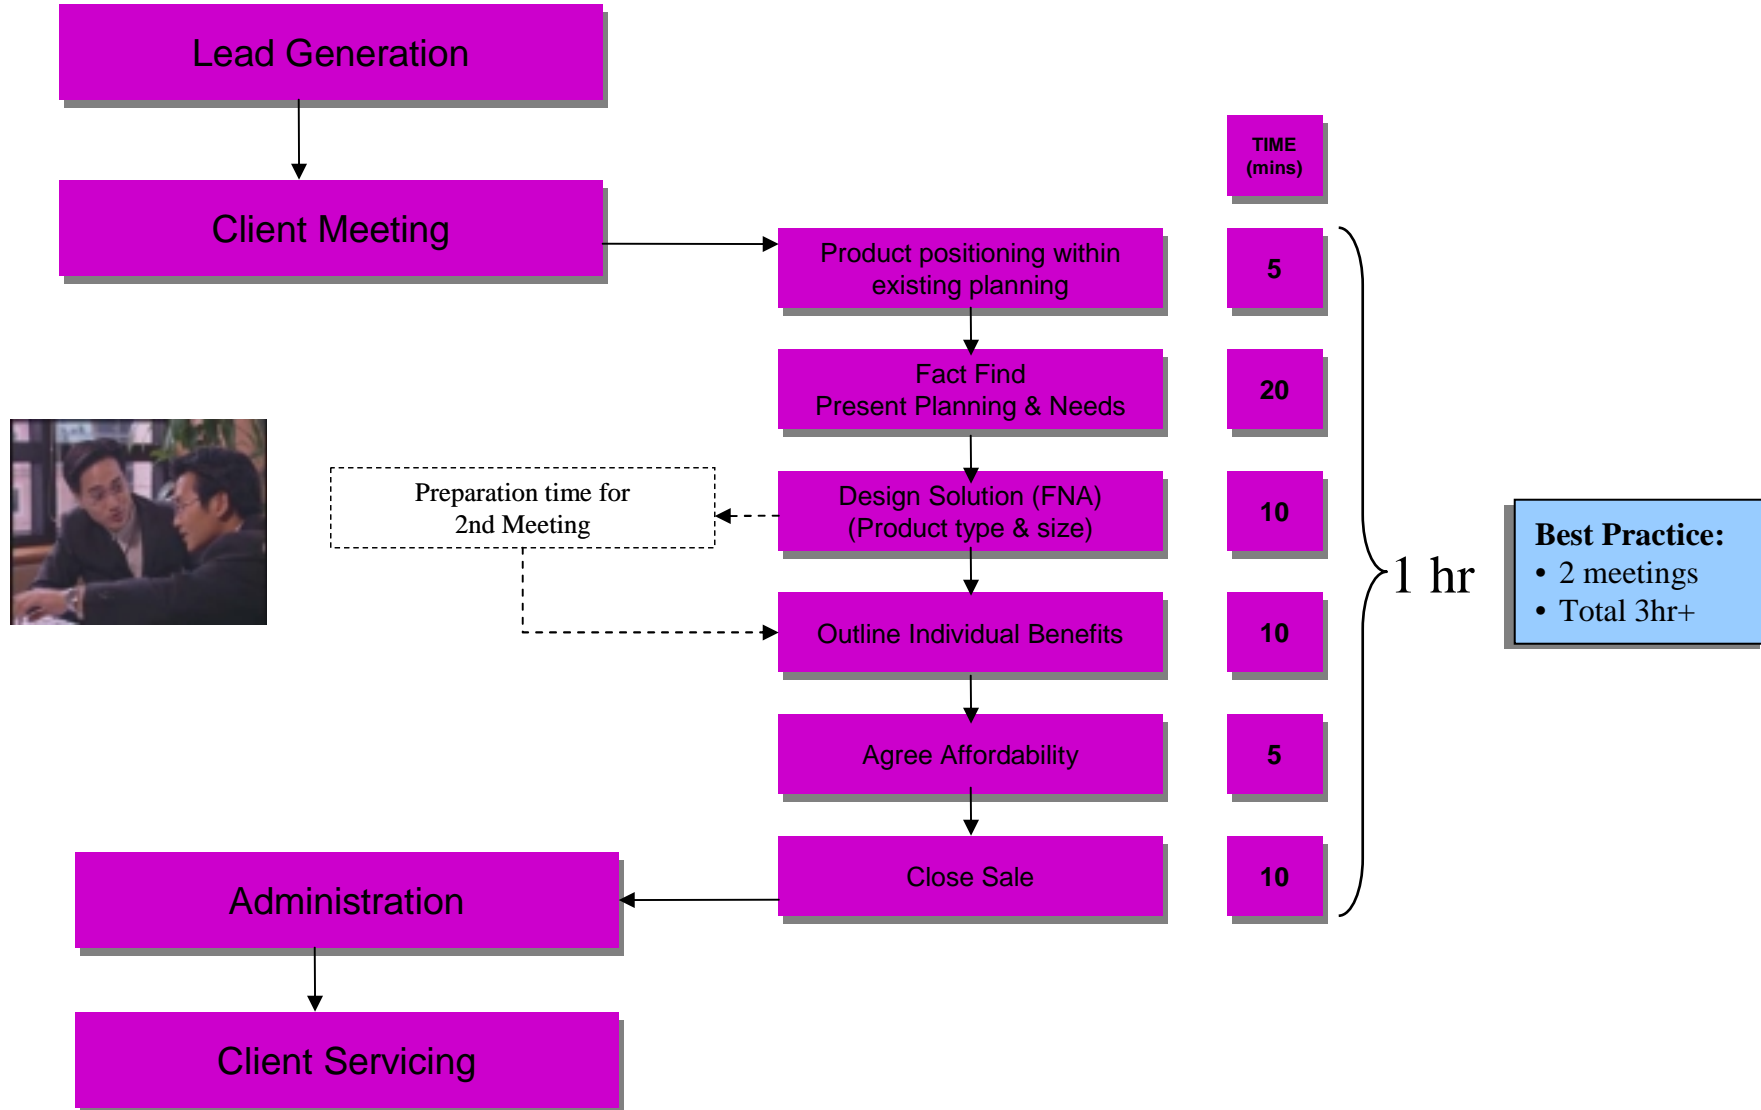 Lead Generation
TIME
(mins)
Client Meeting
Product positioning within
existing planning
5
Fact Find
Present Planning & Needs
20
Preparation time for
2nd Meeting
Design Solution (FNA)
(Product type & size)
10
1 hr
Best Practice:
• 2 meetings
• Total 3hr+
Outline Individual Benefits
10
Agree Affordability
5
Close Sale
10
Administration
Client Servicing